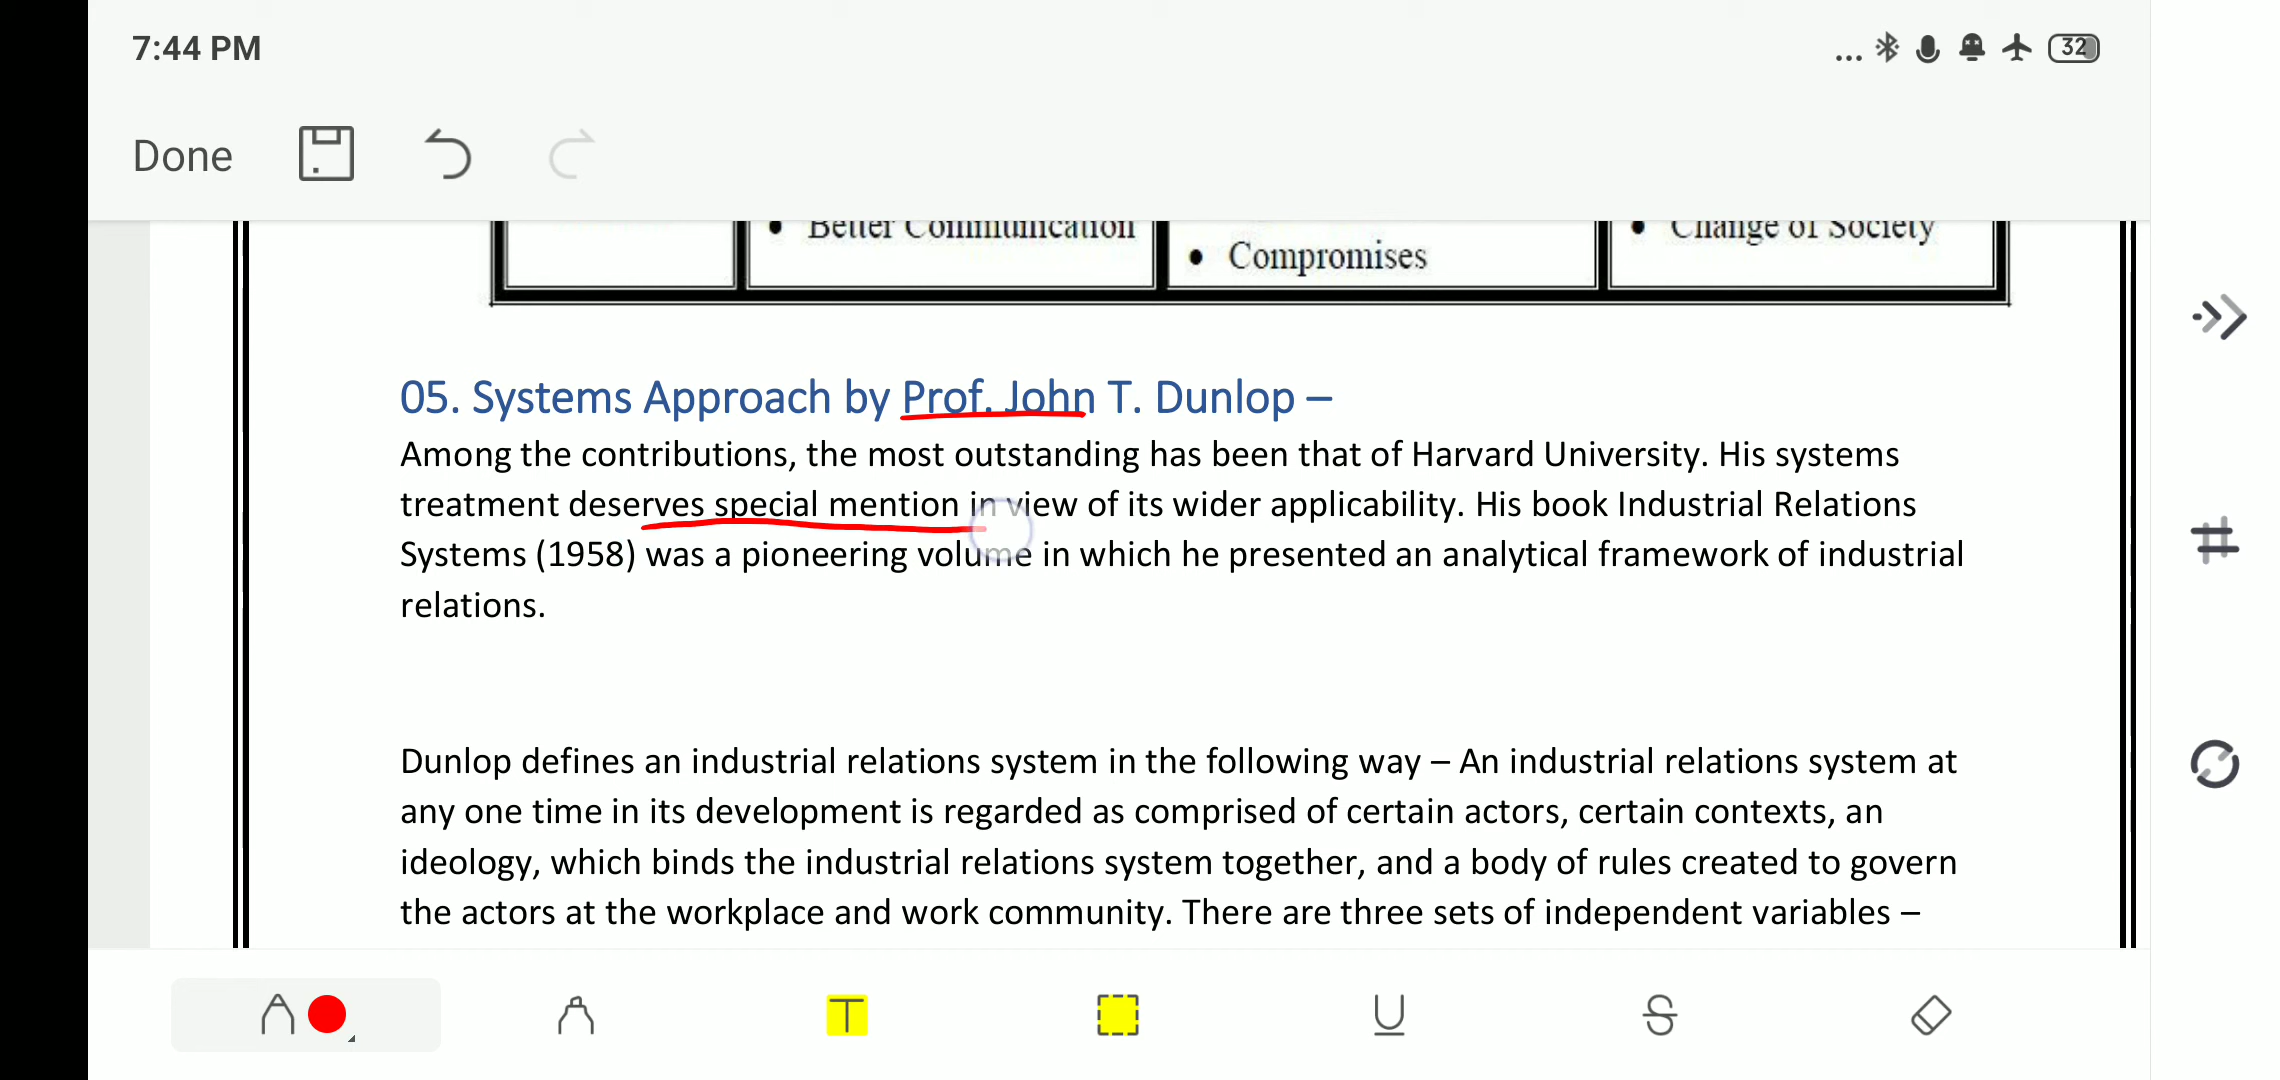 7:44 PM
... 32
Done
• Better Communication
• Change of Society
• Compromises
05. Systems Approach by Prof. John T. Dunlop –
Among the contributions, the most outstanding has been that of Harvard University. His systems
treatment deserves special mention in view of its wider applicability. His book Industrial Relations
Systems (1958) was a pioneering volume in which he presented an analytical framework of industrial
relations.
Dunlop defines an industrial relations system in the following way – An industrial relations system at
any one time in its development is regarded as comprised of certain actors, certain contexts, an
ideology, which binds the industrial relations system together, and a body of rules created to govern
the actors at the workplace and work community. There are three sets of independent variables –
T U S